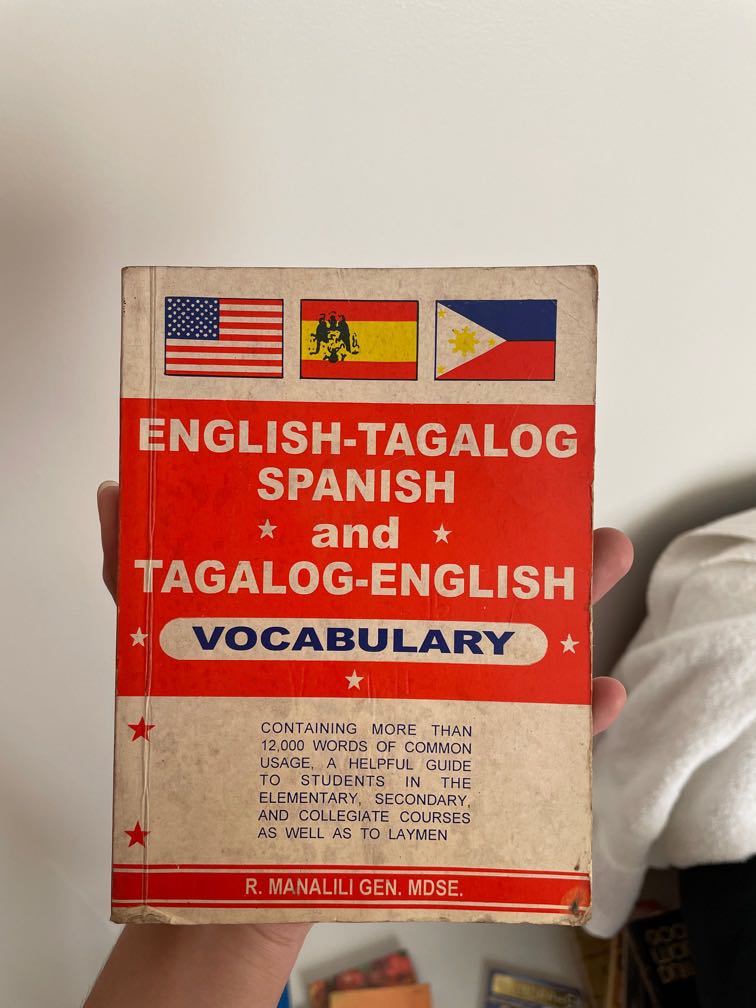 ENGLISH-TAGALOG
SPANISH
and
TAGALOG-ENGLISH
VOCABULARY
CONTAINING MORE THAN
12,000 WORDS OF COMMON
USAGE, A HELPFUL GUIDE
TO STUDENTS IN THE
ELEMENTARY, SECONDARY,
AND COLLEGIATE COURSES
AS WELL AS TO LAYMEN
R. MANALILI GEN. MDSE.